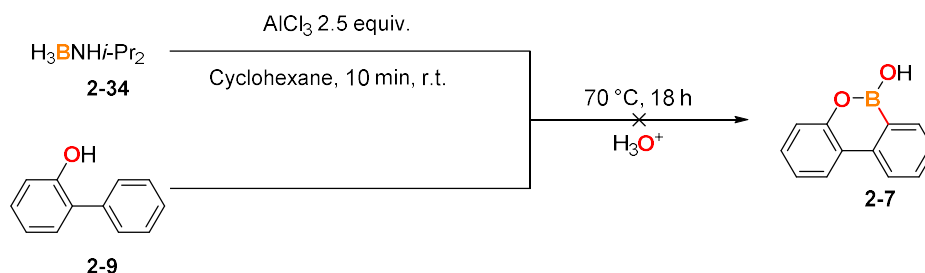 AlCl₃ 2.5 equiv.
H₃BNHi-Pr₂
Cyclohexane, 10 min, r.t.
2-34
70 °C, 18 h
H₃O⁺
OH
O
B
2-7
OH
2-9